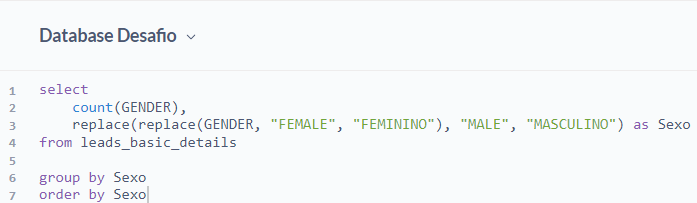 Database Desafio
1 select
2 count(GENDER),
3 replace(replace(GENDER, "FEMALE", "FEMININO"), "MALE", "MASCULINO") as Sexo
4 from leads_basic_details
5
6 group by Sexo
7 order by Sexo